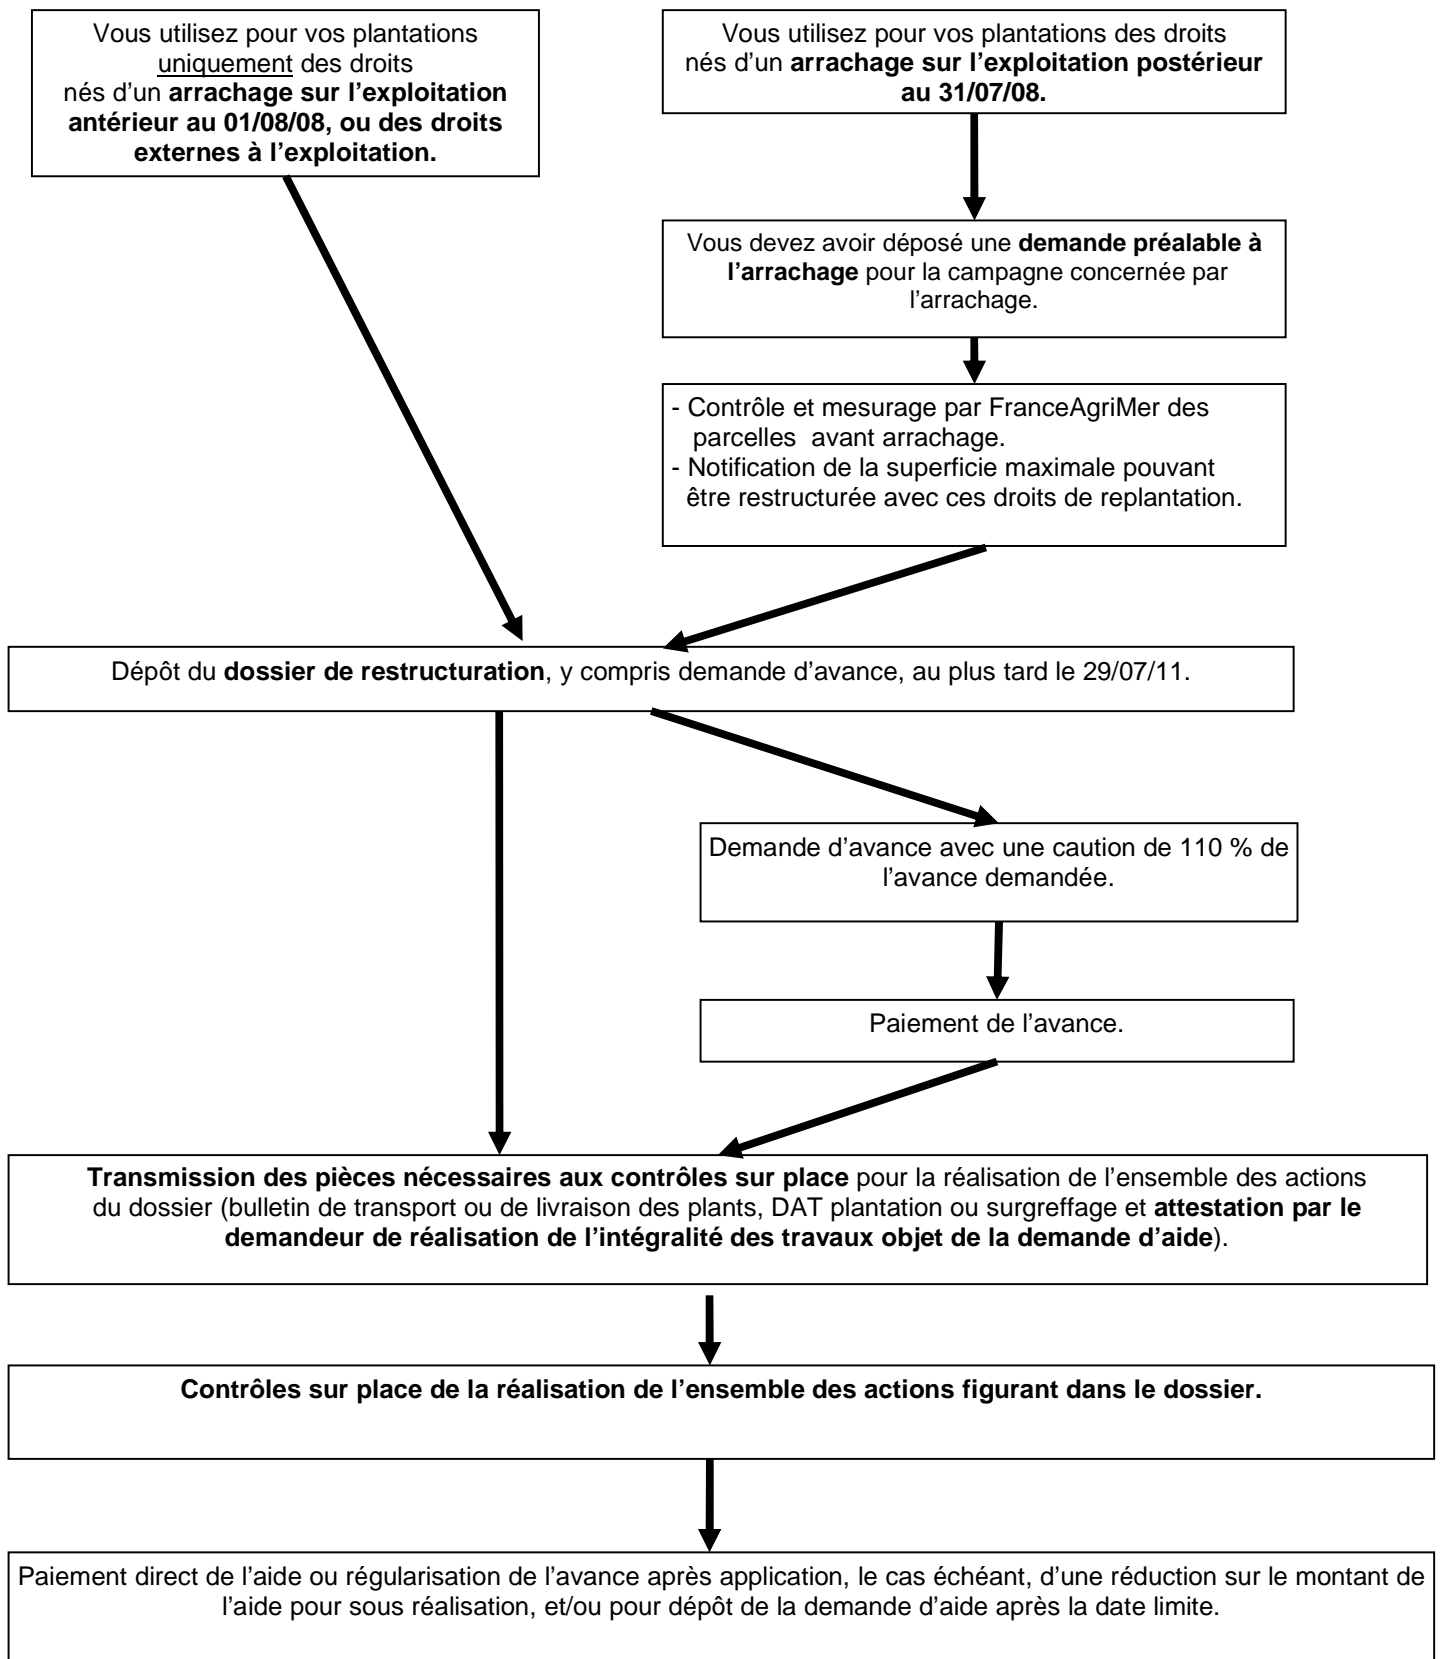 Vous utilisez pour vos plantations
uniquement des droits
nés d’un arrachage sur l’exploitation
antérieur au 01/08/08, ou des droits
externes à l’exploitation.
Vous utilisez pour vos plantations des droits
nés d’un arrachage sur l’exploitation postérieur
au 31/07/08.
Vous devez avoir déposé une demande préalable à
l’arrachage pour la campagne concernée par
l’arrachage.
- Contrôle et mesurage par FranceAgriMer des
parcelles avant arrachage.
- Notification de la superficie maximale pouvant
être restructurée avec ces droits de replantation.
Dépôt du dossier de restructuration, y compris demande d’avance, au plus tard le 29/07/11.
Demande d’avance avec une caution de 110 % de
l’avance demandée.
Paiement de l’avance.
Transmission des pièces nécessaires aux contrôles sur place pour la réalisation de l’ensemble des actions
du dossier (bulletin de transport ou de livraison des plants, DAT plantation ou surgreffage et attestation par le
demandeur de réalisation de l’intégralité des travaux objet de la demande d’aide).
Contrôles sur place de la réalisation de l’ensemble des actions figurant dans le dossier.
Paiement direct de l’aide ou régularisation de l’avance après application, le cas échéant, d’une réduction sur le montant de
l’aide pour sous réalisation, et/ou pour dépôt de la demande d’aide après la date limite.